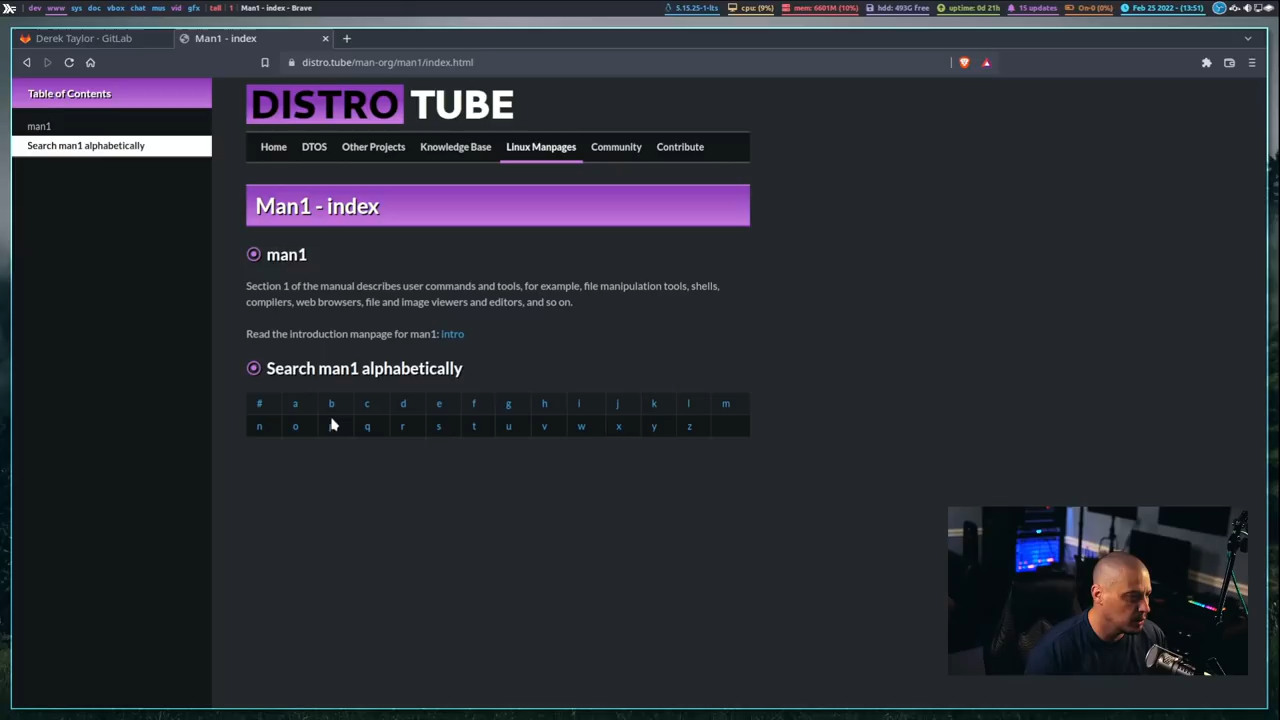 dev www sys doc vbox chat mus vid gfx tall 1 Man1 - index - Brave 5.15.25-1-lts cpu: (9%) mem: 6601M (10%) hdd: 493G free uptime: 0d 21h 15 updates On-0 (0%) Feb 25 2022 - (13:51)
Derek Taylor · GitLab Man1 - index
distro.tube/man-org/man1/index.html
Table of Contents
man1
Search man1 alphabetically
DISTRO TUBE
Home DTOS Other Projects Knowledge Base Linux Manpages Community Contribute
Man1 - index
man1
Section 1 of the manual describes user commands and tools, for example, file manipulation tools, shells,
compilers, web browsers, file and image viewers and editors, and so on.
Read the introduction manpage for man1: intro
Search man1 alphabetically
# a b c d e f g h i j k l m
n o q r s t u v w x y z